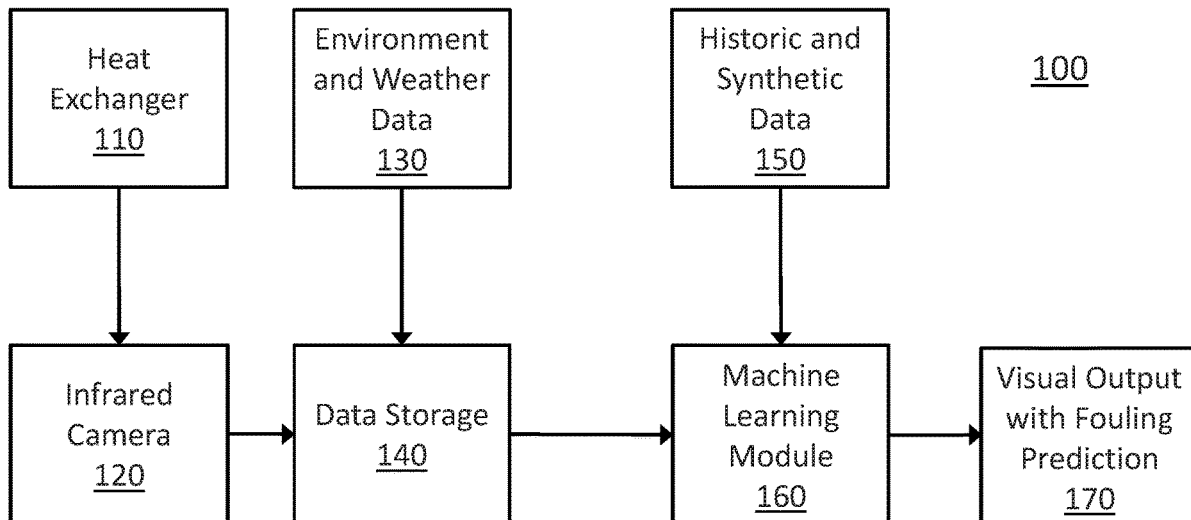 Heat
Exchanger
110
Environment
and Weather
Data
130
Historic and
Synthetic
Data
150
100
Infrared
Camera
120
Data Storage
140
Machine
Learning
Module
160
Visual Output
with Fouling
Prediction
170